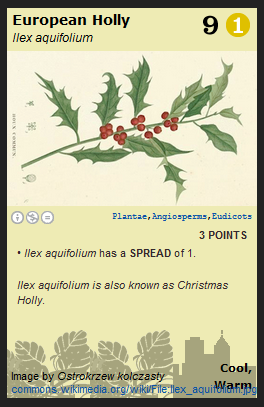 European Holly
Ilex aquifolium
9 1
Plantae,Angiosperms,Eudicots
3 POINTS
• Ilex aquifolium has a SPREAD of 1.
Ilex aquifolium is also known as Christmas
Holly.
Cool,
Warm
Image by Ostrokrzew kolczasty
commons.wikimedia.org/wiki/File:Ilex_aquifolium.jpg